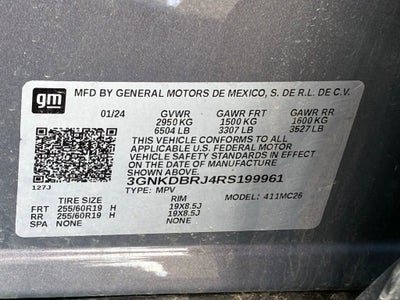 gm
MFD BY GENERAL MOTORS DE MEXICO, S. DE R.L. DE C.V.
01/24 GVWR GAWR FRT GAWR RR
2950 KG 1500 KG 1600 KG
6504 LB 3307 LB 3527 LB
THIS VEHICLE CONFORMS TO ALL
APPLICABLE U.S. FEDERAL MOTOR
VEHICLE SAFETY STANDARDS IN EFFECT
ON THE DATE OF MANUFACTURE
SHOWN ABOVE.
3GNKDBRJ4RS199961
127J TYPE: MPV
TIRE SIZE RIM MODEL: 411MC26
FRT 255/60R19 H 19X8.5J
RR 255/60R19 H 19X8.5J
SPA NONE NONE